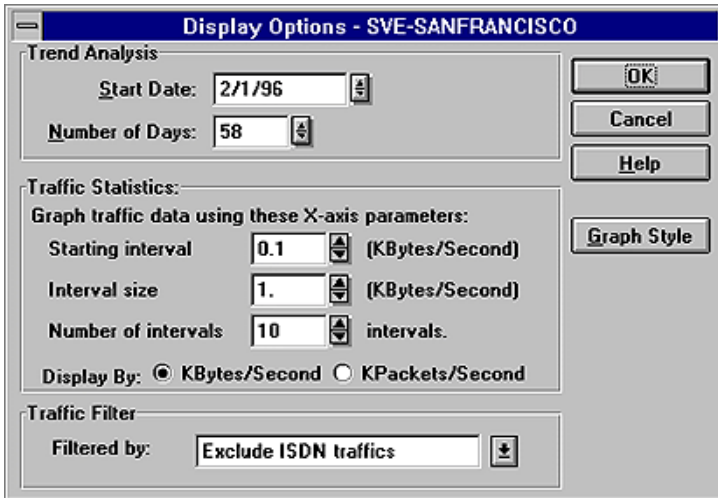 Display Options - SVE-SANFRANCISCO
Trend Analysis
Start Date: 2/1/96
Number of Days: 58
OK
Cancel
Help
Graph Style
Traffic Statistics:
Graph traffic data using these X-axis parameters:
Starting interval 0.1 (KBytes/Second)
Interval size 1. (KBytes/Second)
Number of intervals 10 intervals.
Display By: KBytes/Second KPackets/Second
Traffic Filter
Filtered by: Exclude ISDN traffics